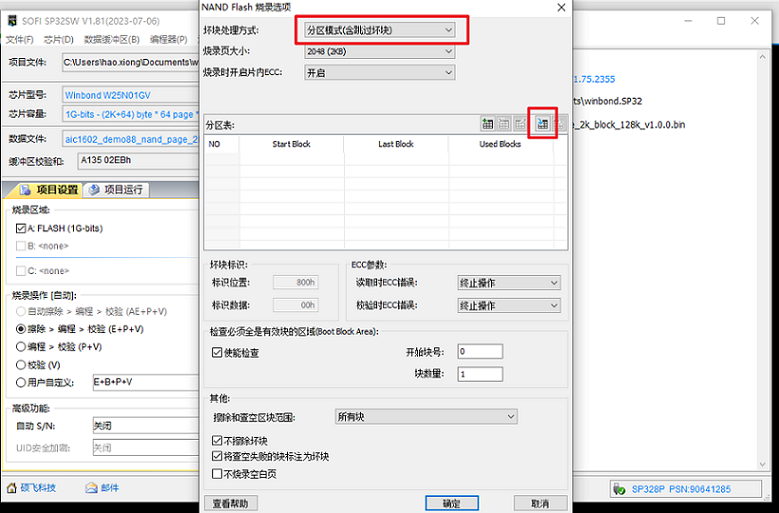 SOFI SP32SW V1.81(2023-07-06)
文件(F) 芯片(D) 数据缓冲区(B) 编程器(P)
项目文件: C:\Users\hao.xiong\Documents\w
芯片型号: Winbond W25N01GV
芯片容量: 1G-bits - (2K+64) byte * 64 page *
数据文件: aic1602_demo88_nand_page_2
缓冲区校验和: A135 02EBh
项目设置 项目运行
烧录区域:
A: FLASH (1G-bits)
B: <none>
C: <none>
烧录操作 [自动]:
自动擦除 > 编程 > 校验 (AE+P+V)
擦除 > 编程 > 校验 (E+P+V)
编程 > 校验 (P+V)
校验 (V)
用户自定义: E+B+P+V
高级功能:
自动 S/N: 关闭
UID安全加密: 关闭
硕飞科技 邮件
NAND Flash 烧录选项
坏块处理方式: 分区模式(含跳过坏块)
烧录页大小: 2048 (2KB)
烧录时开启片内ECC: 开启
分区表:
NO Start Block Last Block Used Blocks
坏块标识:
标识位置: 800h
标识数据: 00h
ECC参数:
读取时ECC错误: 终止操作
校验时ECC错误: 终止操作
检查必须全是有效块的区域(Boot Block Area):
使能检查
开始块号: 0
块数量: 1
其他:
擦除和查空区块范围: 所有块
不擦除坏块
将查空失败的块标注为坏块
不烧录空白页
查看帮助 确定 取消
1.75.2355
ts\winbond.SP32
e_2k_block_128k_v1.0.0.bin
SP328P PSN:90641285